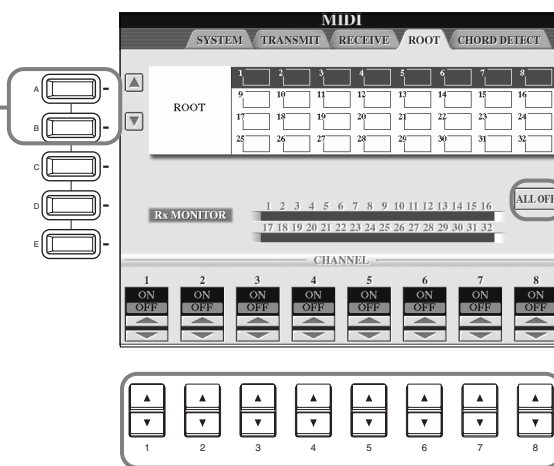 MIDI
SYSTEM TRANSMIT RECEIVE ROOT CHORD DETECT
A
B
C
D
E
ROOT
1 2 3 4 5 6 7 8
9 10 11 12 13 14 15 16
17 18 19 20 21 22 23 24
25 26 27 28 29 30 31 32
ALL OFF
Rx MONITOR
1 2 3 4 5 6 7 8 9 10 11 12 13 14 15 16
17 18 19 20 21 22 23 24 25 26 27 28 29 30 31 32
CHANNEL
1 2 3 4 5 6 7 8
ON ON ON ON ON ON ON ON
OFF OFF OFF OFF OFF OFF OFF OFF
1 2 3 4 5 6 7 8